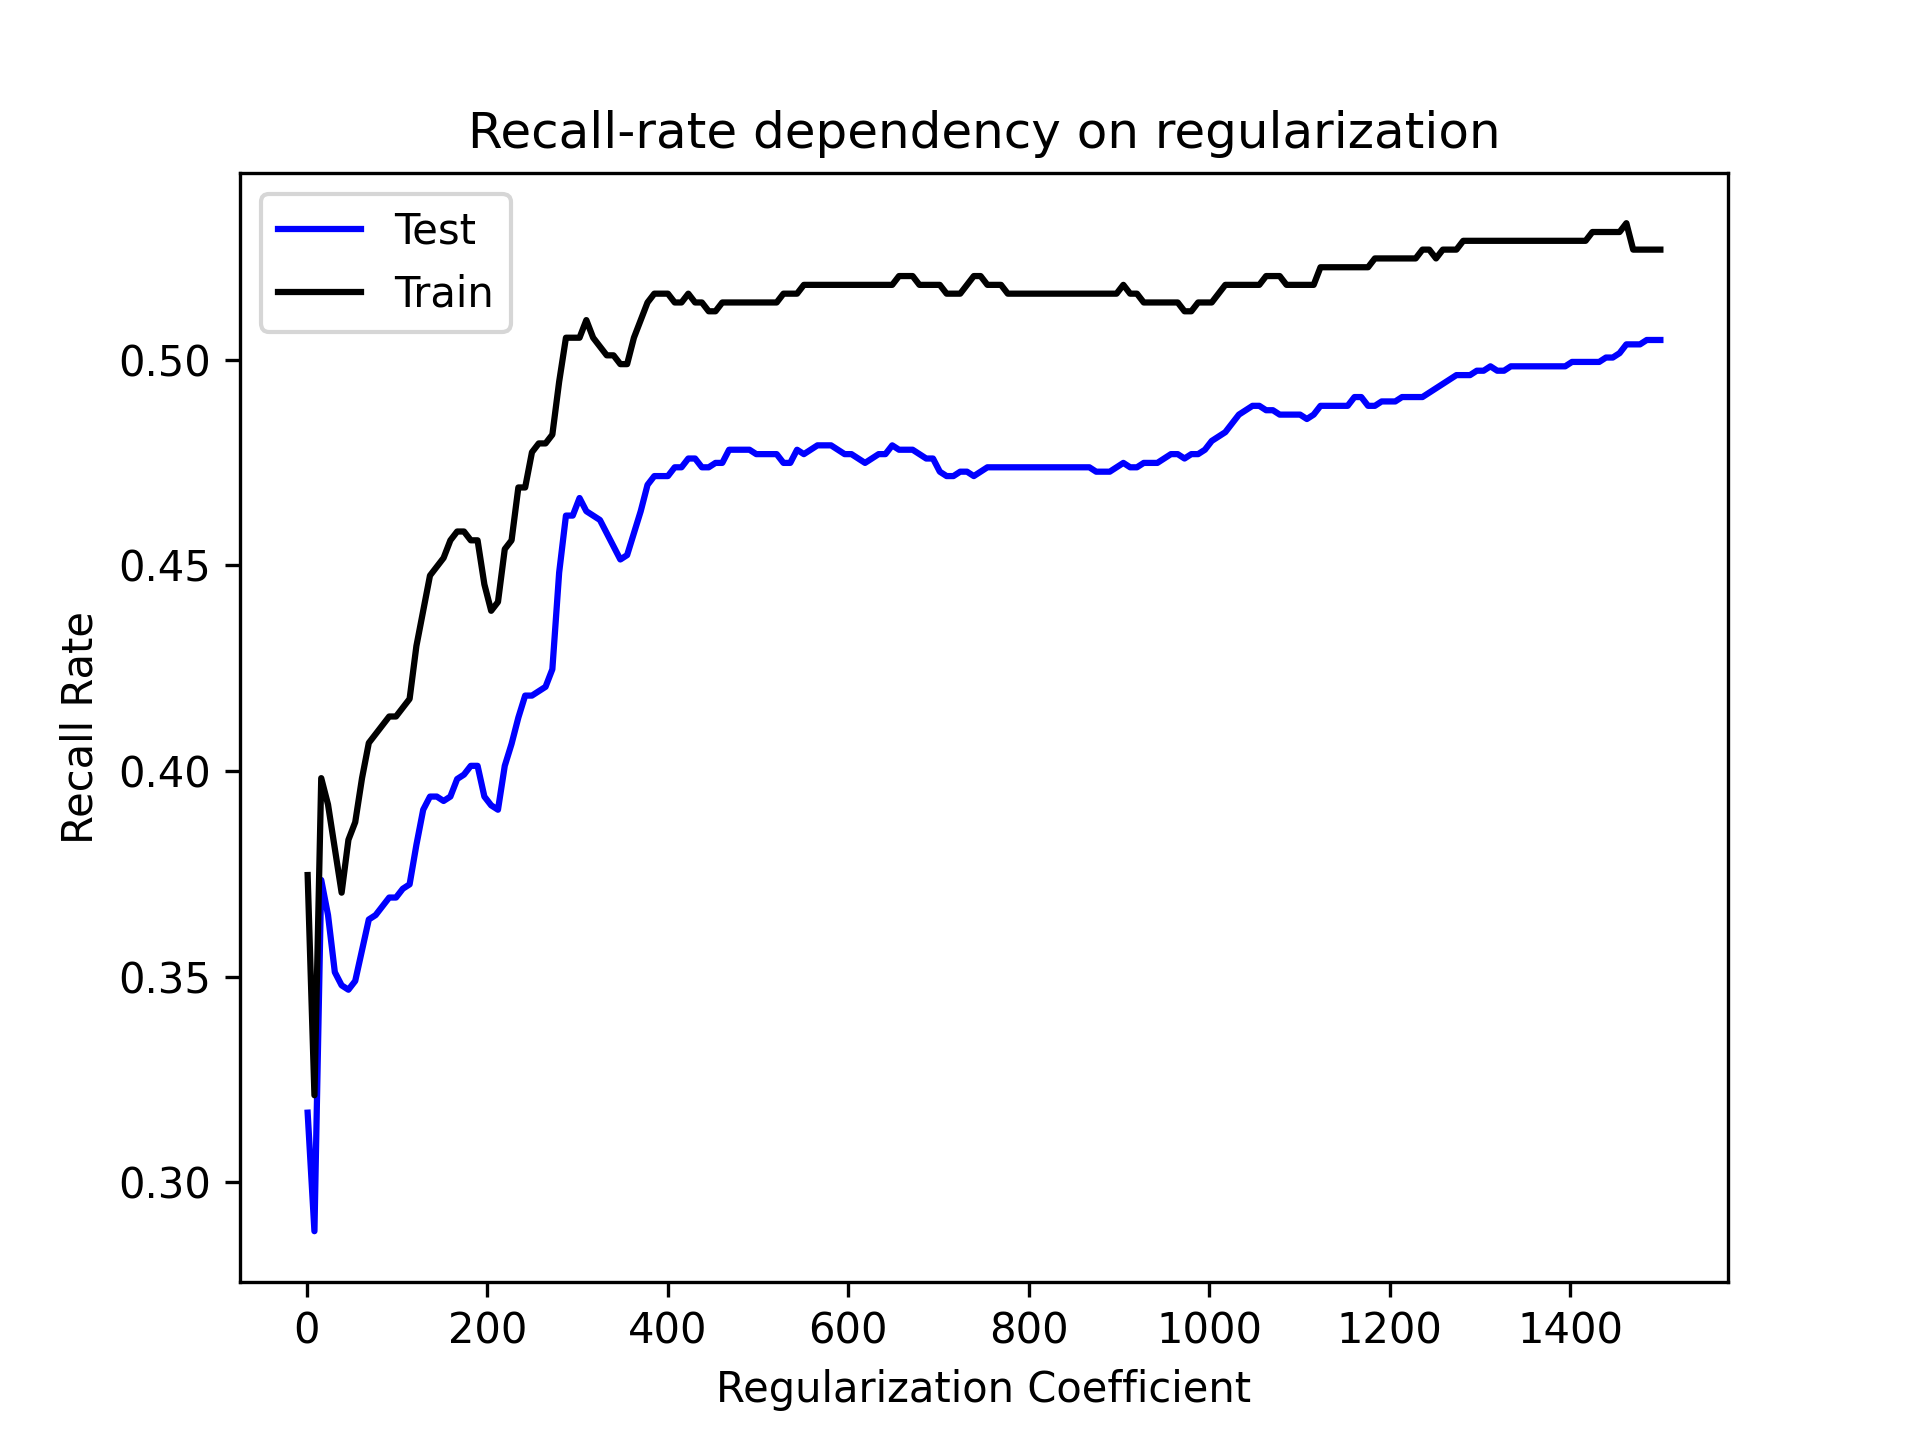 Recall-rate dependency on regularization
Test
Train
0.50
0.45
0.40
0.35
0.30
Recall Rate
0 200 400 600 800 1000 1200 1400
Regularization Coefficient